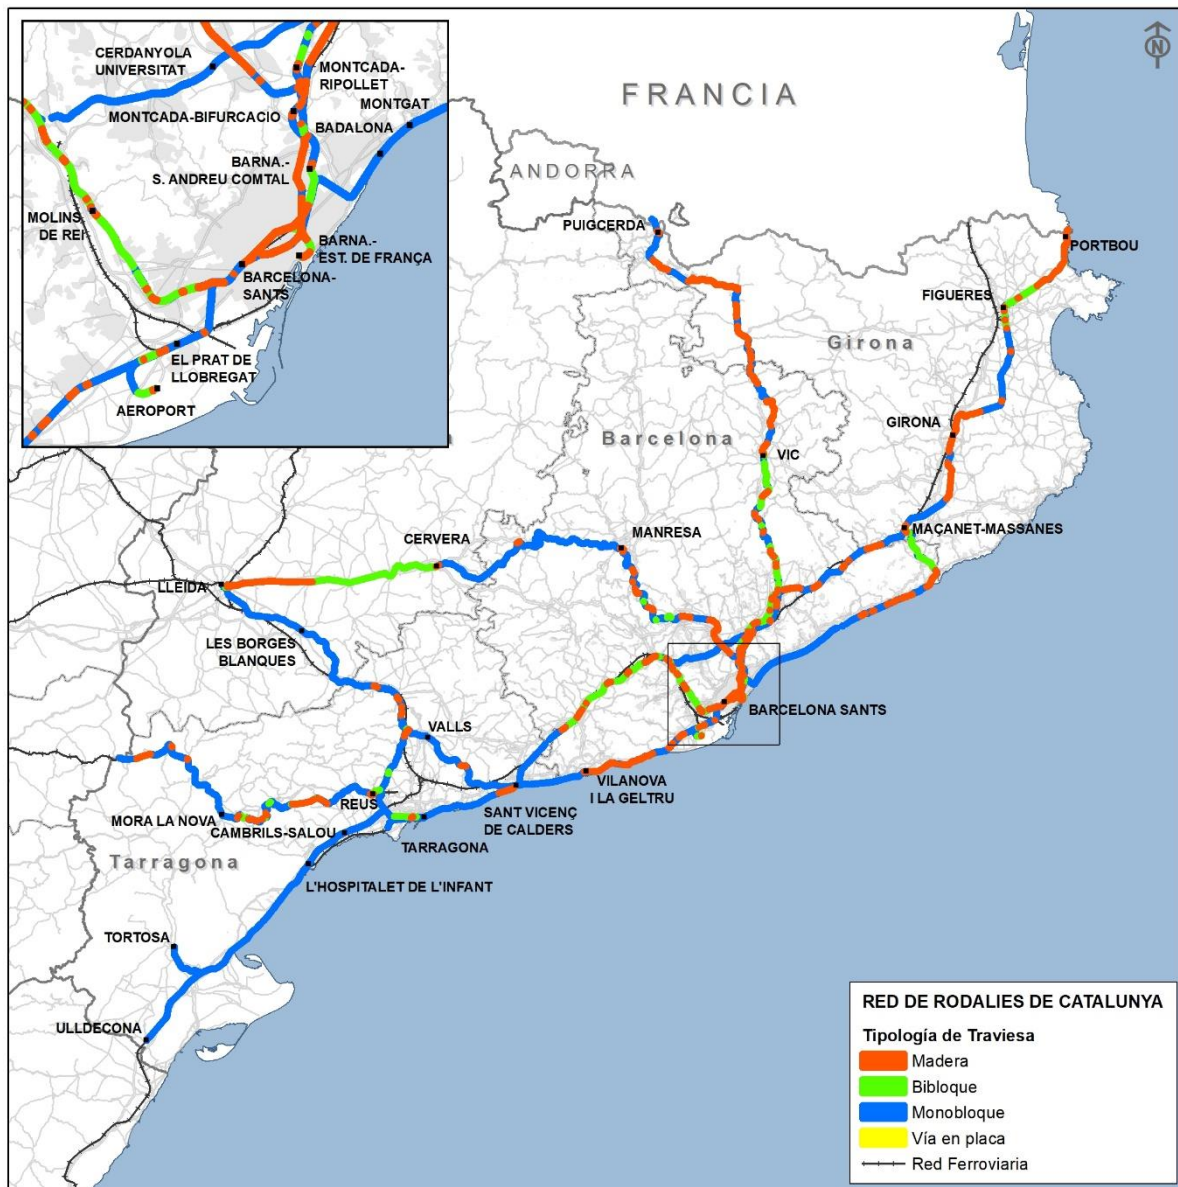 CERDANYOLA
UNIVERSITAT
MONTCADA-
RIPOLLET
MONTGAT
MONTCADA-BIFURCACIO
BADALONA
BARNA.-
S. ANDREU COMTAL
MOLINS
DE REI
BARNA.-
EST. DE FRANÇA
BARCELONA-
SANTS
EL PRAT DE
LLOBREGAT
AEROPORT
N
FRANCIA
ANDORRA
PUIGCERDA
PORTBOU
FIGUERES
Girona
Barcelona
GIRONA
VIC
MAÇANET-MASSANES
MANRESA
CERVERA
LLEIDA
LES BORGES
BLANQUES
BARCELONA SANTS
VALLS
VILANOVA
I LA GELTRU
REUS
SANT VICENÇ
DE CALDERS
MORA LA NOVA
CAMBRILS-SALOU
TARRAGONA
Tarragona
L'HOSPITALET DE L'INFANT
TORTOSA
ULLDECONA
RED DE RODALIES DE CATALUNYA
Tipología de Traviesa
Madera
Bibloque
Monobloque
Vía en placa
Red Ferroviaria